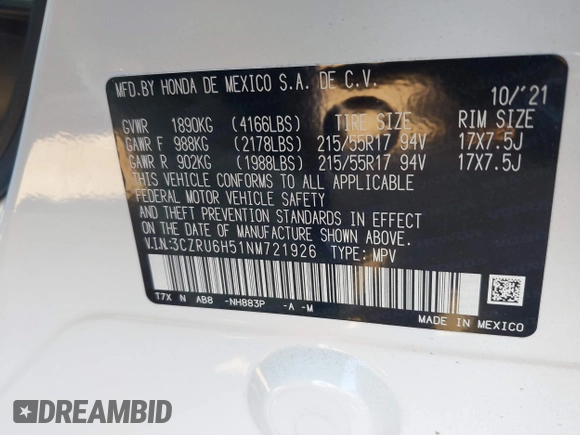 MFD.BY HONDA DE MEXICO S.A. DE C.V. 10/'21
GVWR 1890KG (4166LBS) TIRE SIZE RIM SIZE
GAWR F 988KG (2178LBS) 215/55R17 94V 17X7.5J
GAWR R 902KG (1988LBS) 215/55R17 94V 17X7.5J
THIS VEHICLE CONFORMS TO ALL APPLICABLE
FEDERAL MOTOR VEHICLE SAFETY
AND THEFT PREVENTION STANDARDS IN EFFECT ON
THE DATE OF MANUFACTURE SHOWN ABOVE.
V.I.N:3CZRU6H51NM721926 TYPE: MPV
T7X N AB8 -NH883P -A -M
MADE IN MEXICO
DREAMBID